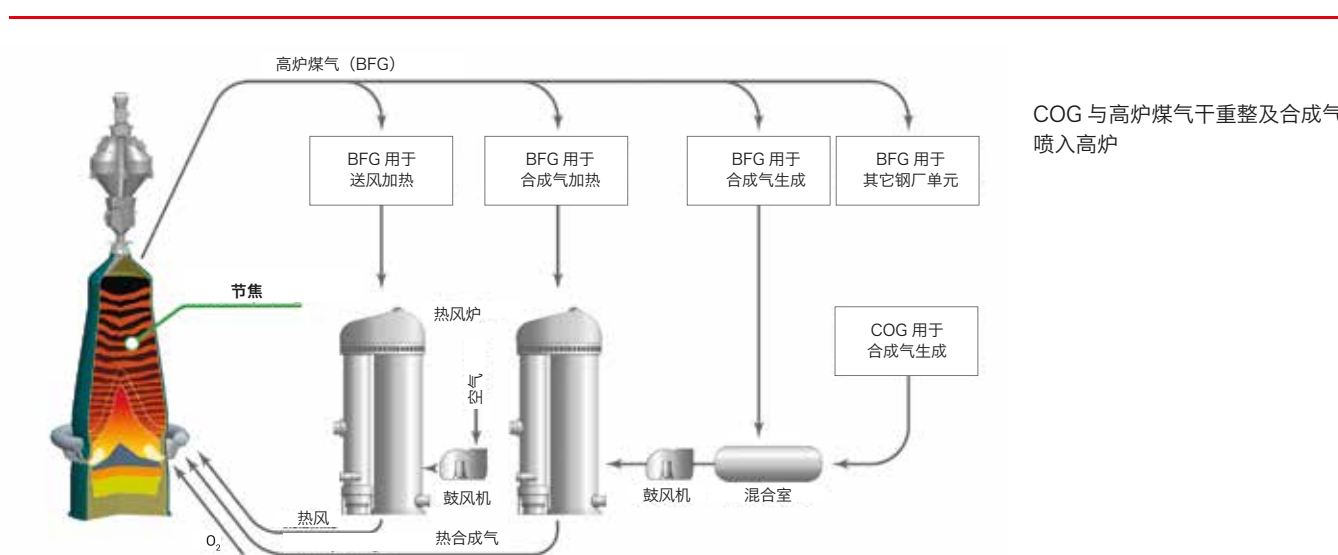 高炉煤气（BFG）
COG 与高炉煤气干重整及合成气
喷入高炉
BFG 用于
送风加热
BFG 用于
合成气加热
BFG 用于
合成气生成
BFG 用于
其它钢厂单元
节焦
热风炉
COG 用于
合成气生成
空气
鼓风机
鼓风机
混合室
热风
热合成气
O₂